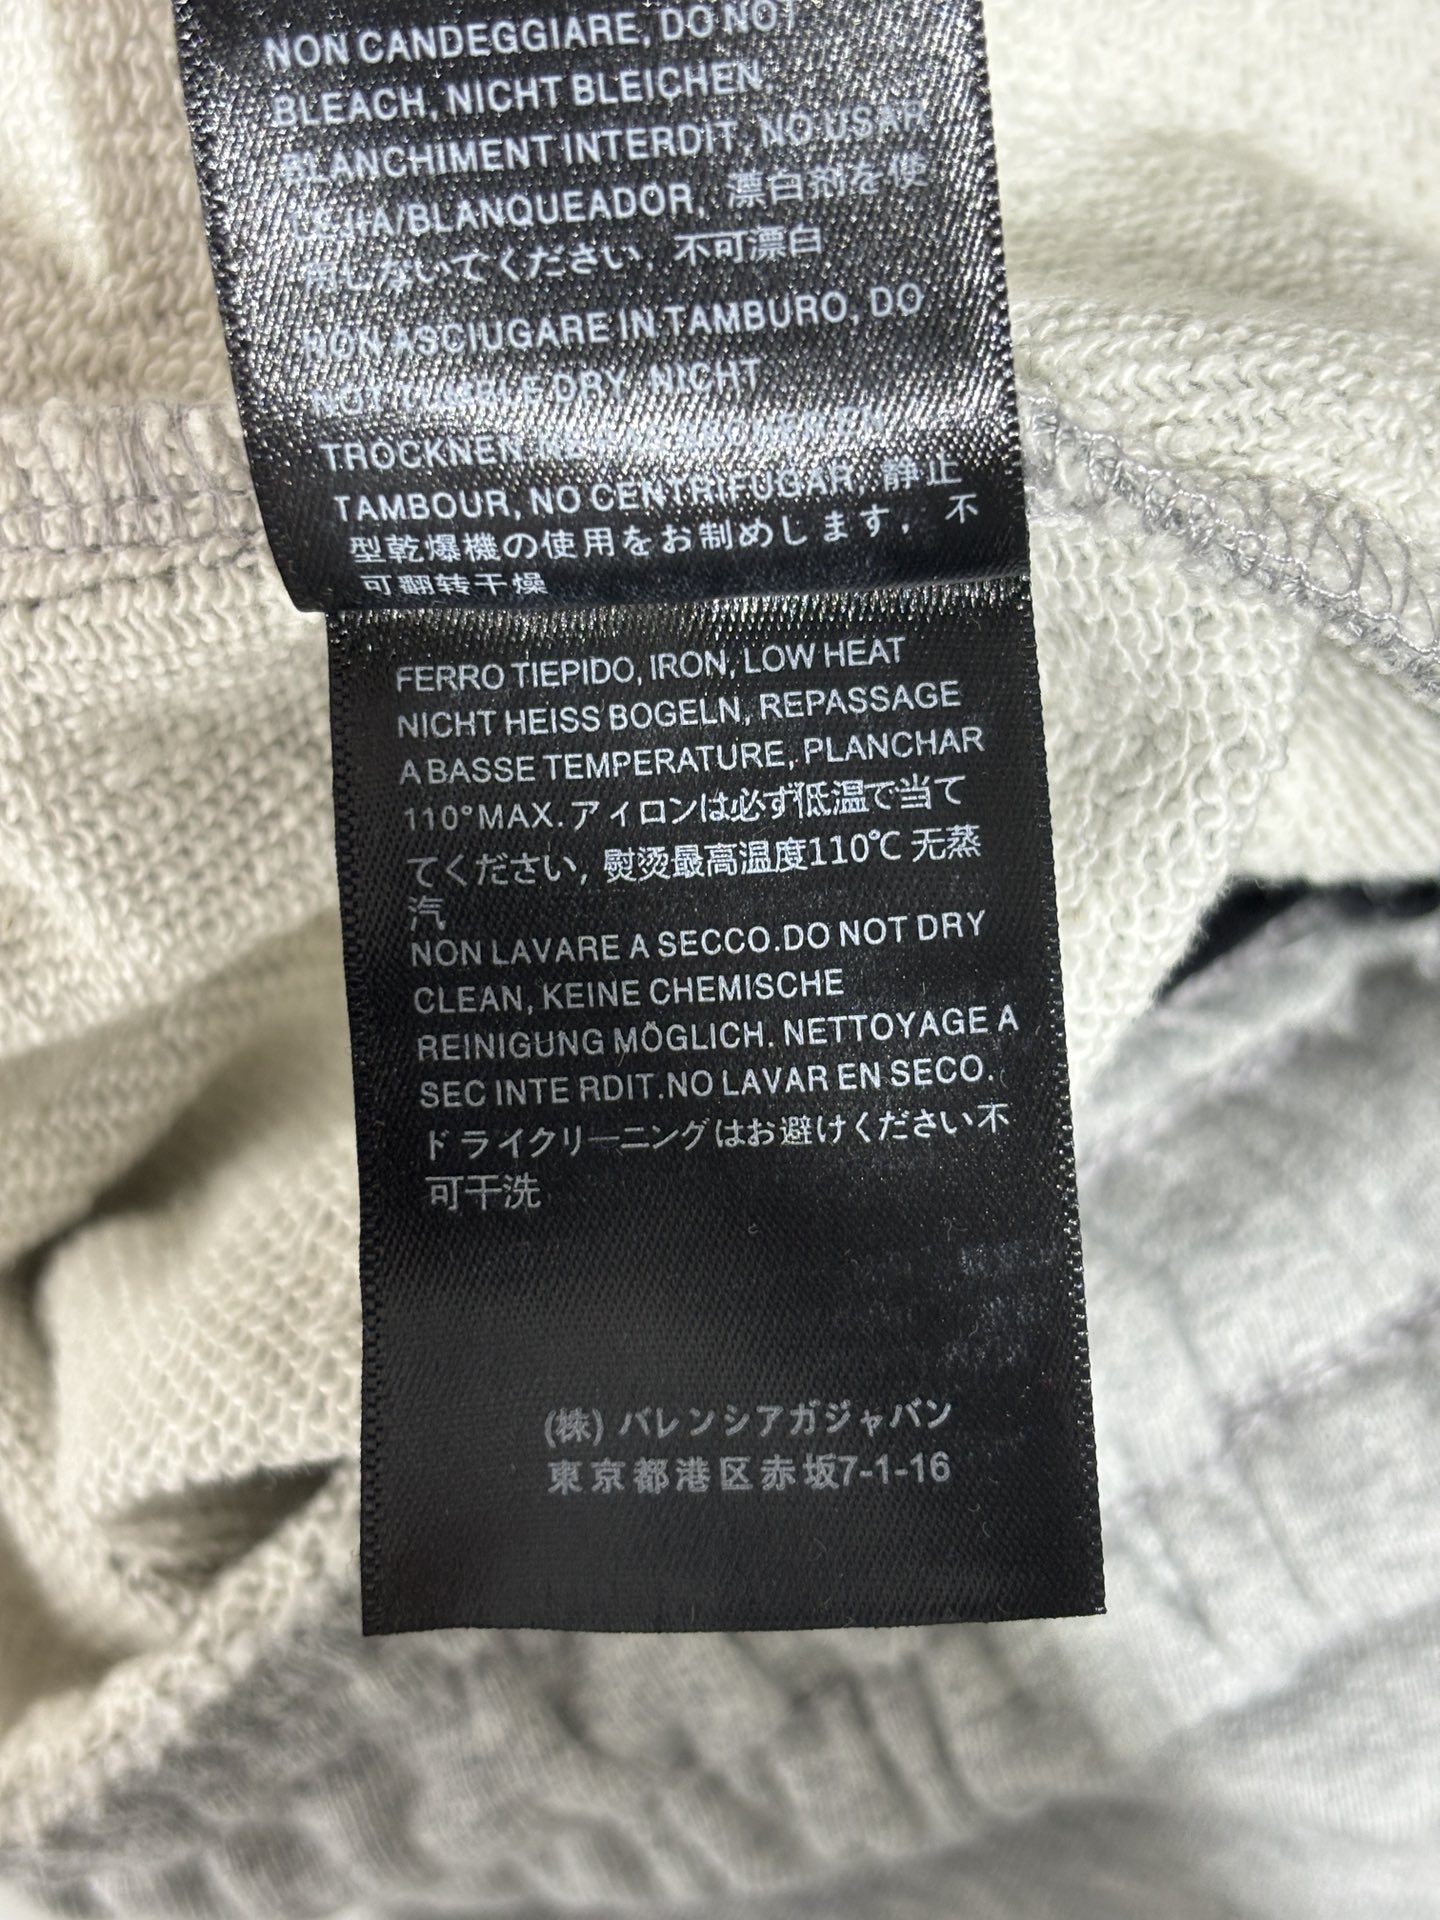 NON CANDEGGIARE, DO NOT
BLEACH, NICHT BLEICHEN.
BLANCHIMENT INTERDIT, NO USAR
/BLANQUEADOR, 漂白剤を使
用しないてください, 不可漂白
NON ASCIUGARE IN TAMBURO, DO
NOT TUMBLE DRY, NICHT
TROCKNEN
TAMBOUR, NO CENTRIFUGAR, 静止
型乾爆機の使用をお制めします, 不
可翻转干燥
FERRO TIEPIDO, IRON, LOW HEAT
NICHT HEISS BOGELN, REPASSAGE
A BASSE TEMPERATURE, PLANCHAR
110°MAX. アイロンは必ず低温で当て
てください, 熨烫最高温度110℃ 无蒸
汽
NON LAVARE A SECCO.DO NOT DRY
CLEAN, KEINE CHEMISCHE
REINIGUNG MÖGLICH. NETTOYAGE A
SEC INTE RDIT.NO LAVAR EN SECO.
ドライクリーニングはお避けください不
可干洗
(株) バレンシアガジャパン
東京都港区赤坂7-1-16